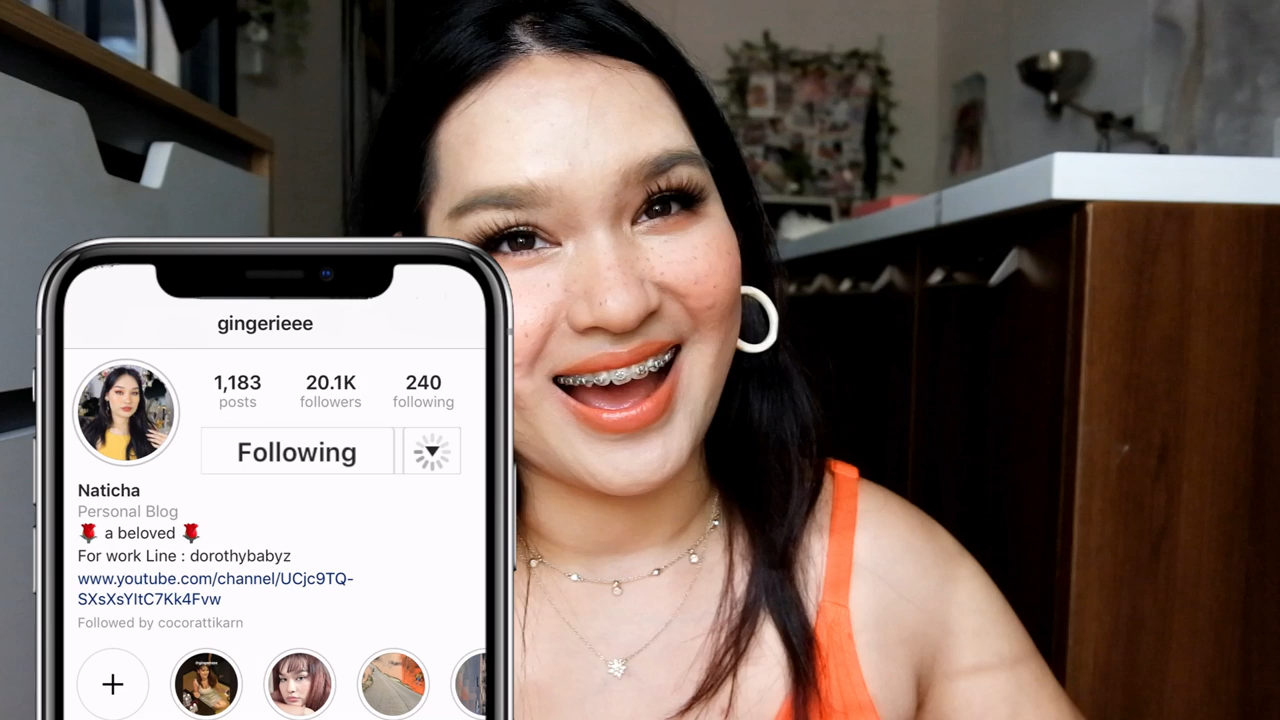 gingerieee
1,183 20.1K 240
posts followers following
Following
Naticha
Personal Blog
🌹 a beloved 🌹
For work Line : dorothybabyz
www.youtube.com/channel/UCjc9TQ-
SXsXsYItC7Kk4Fvw
Followed by cocorattikarn